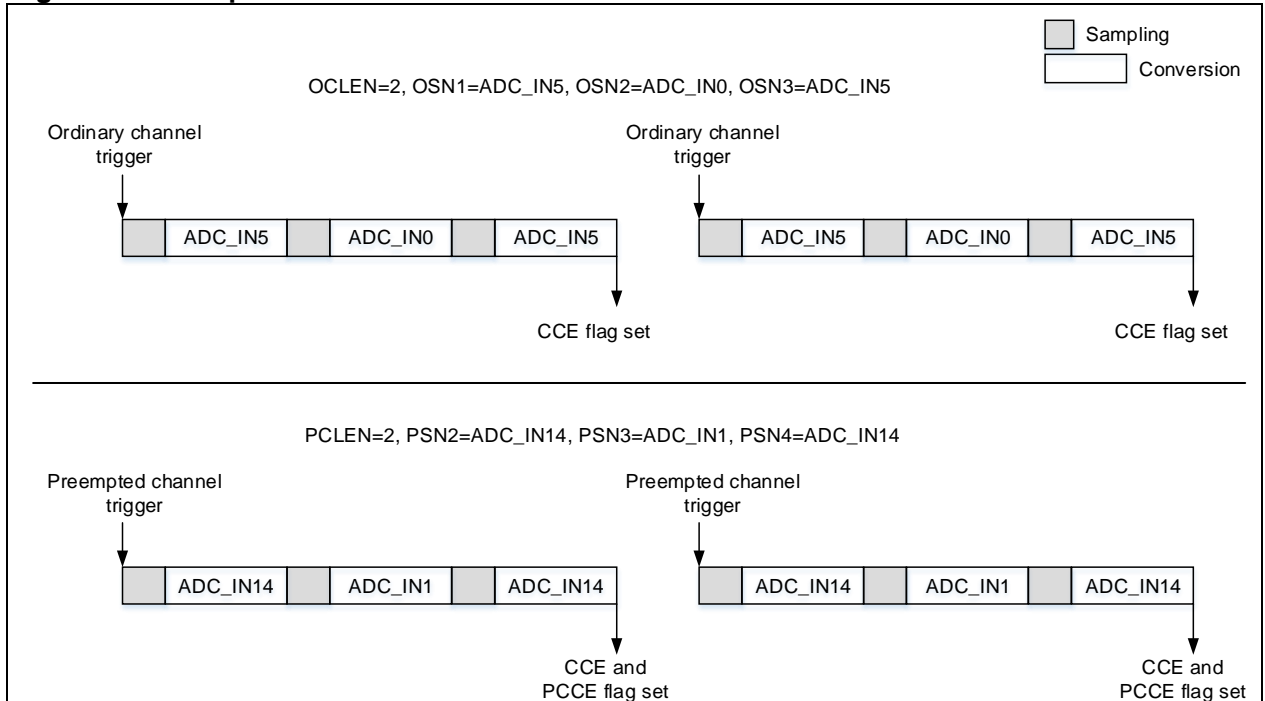 Sampling
Conversion
OCLEN=2, OSN1=ADC_IN5, OSN2=ADC_IN0, OSN3=ADC_IN5
Ordinary channel
trigger
Ordinary channel
trigger
ADC_IN5 ADC_IN0 ADC_IN5
ADC_IN5 ADC_IN0 ADC_IN5
CCE flag set
CCE flag set
PCLEN=2, PSN2=ADC_IN14, PSN3=ADC_IN1, PSN4=ADC_IN14
Preempted channel
trigger
Preempted channel
trigger
ADC_IN14 ADC_IN1 ADC_IN14
ADC_IN14 ADC_IN1 ADC_IN14
CCE and
PCCE flag set
CCE and
PCCE flag set